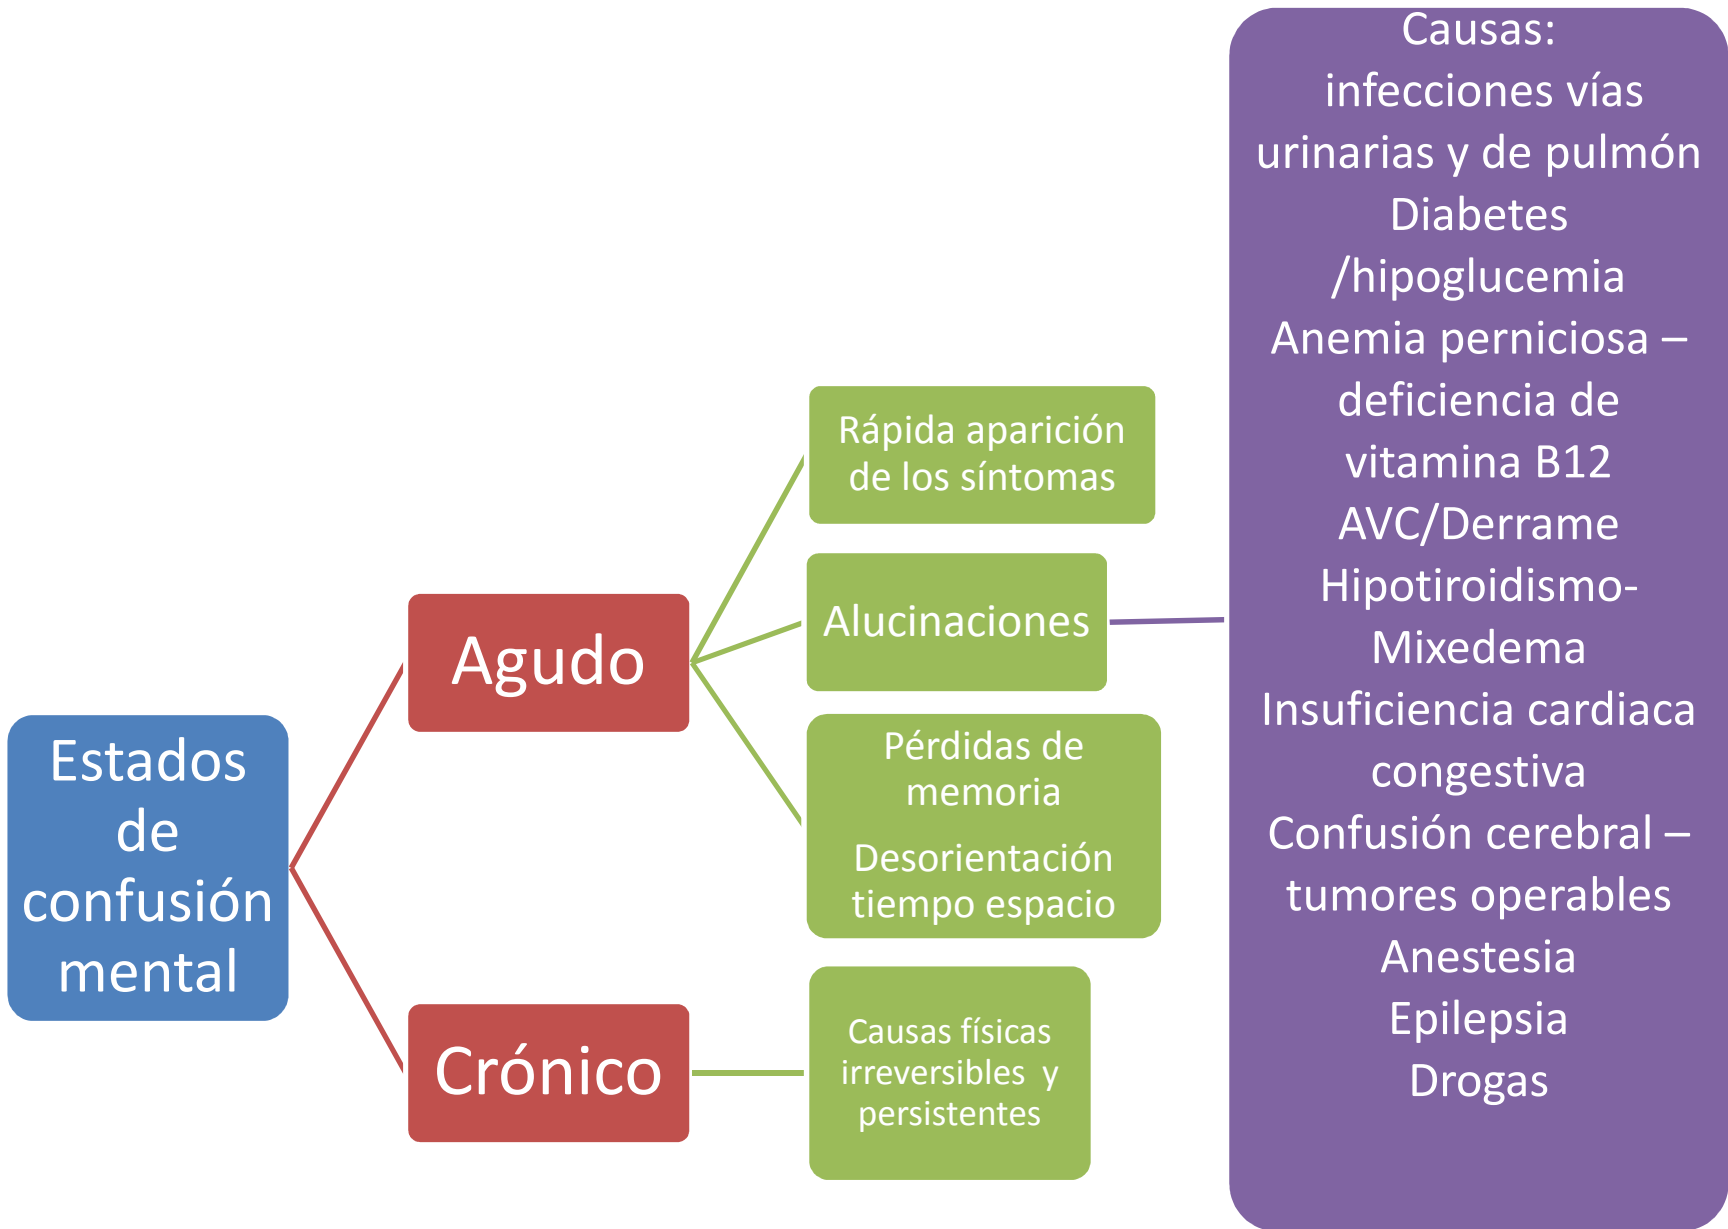 Estados
de
confusión
mental
Agudo
Rápida aparición
de los síntomas
Alucinaciones
Pérdidas de
memoria
Desorientación
tiempo espacio
Causas:
infecciones vías
urinarias y de pulmón
Diabetes
/hipoglucemia
Anemia perniciosa –
deficiencia de
vitamina B12
AVC/Derrame
Hipotiroidismo-
Mixedema
Insuficiencia cardiaca
congestiva
Confusión cerebral –
tumores operables
Anestesia
Epilepsia
Drogas
Crónico
Causas físicas
irreversibles y
persistentes